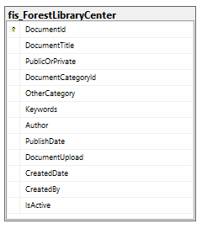 fis_ForestLibraryCenter
DocumentId
DocumentTitle
PublicOrPrivate
DocumentCategoryId
OtherCategory
Keywords
Author
PublishDate
DocumentUpload
CreatedDate
CreatedBy
IsActive